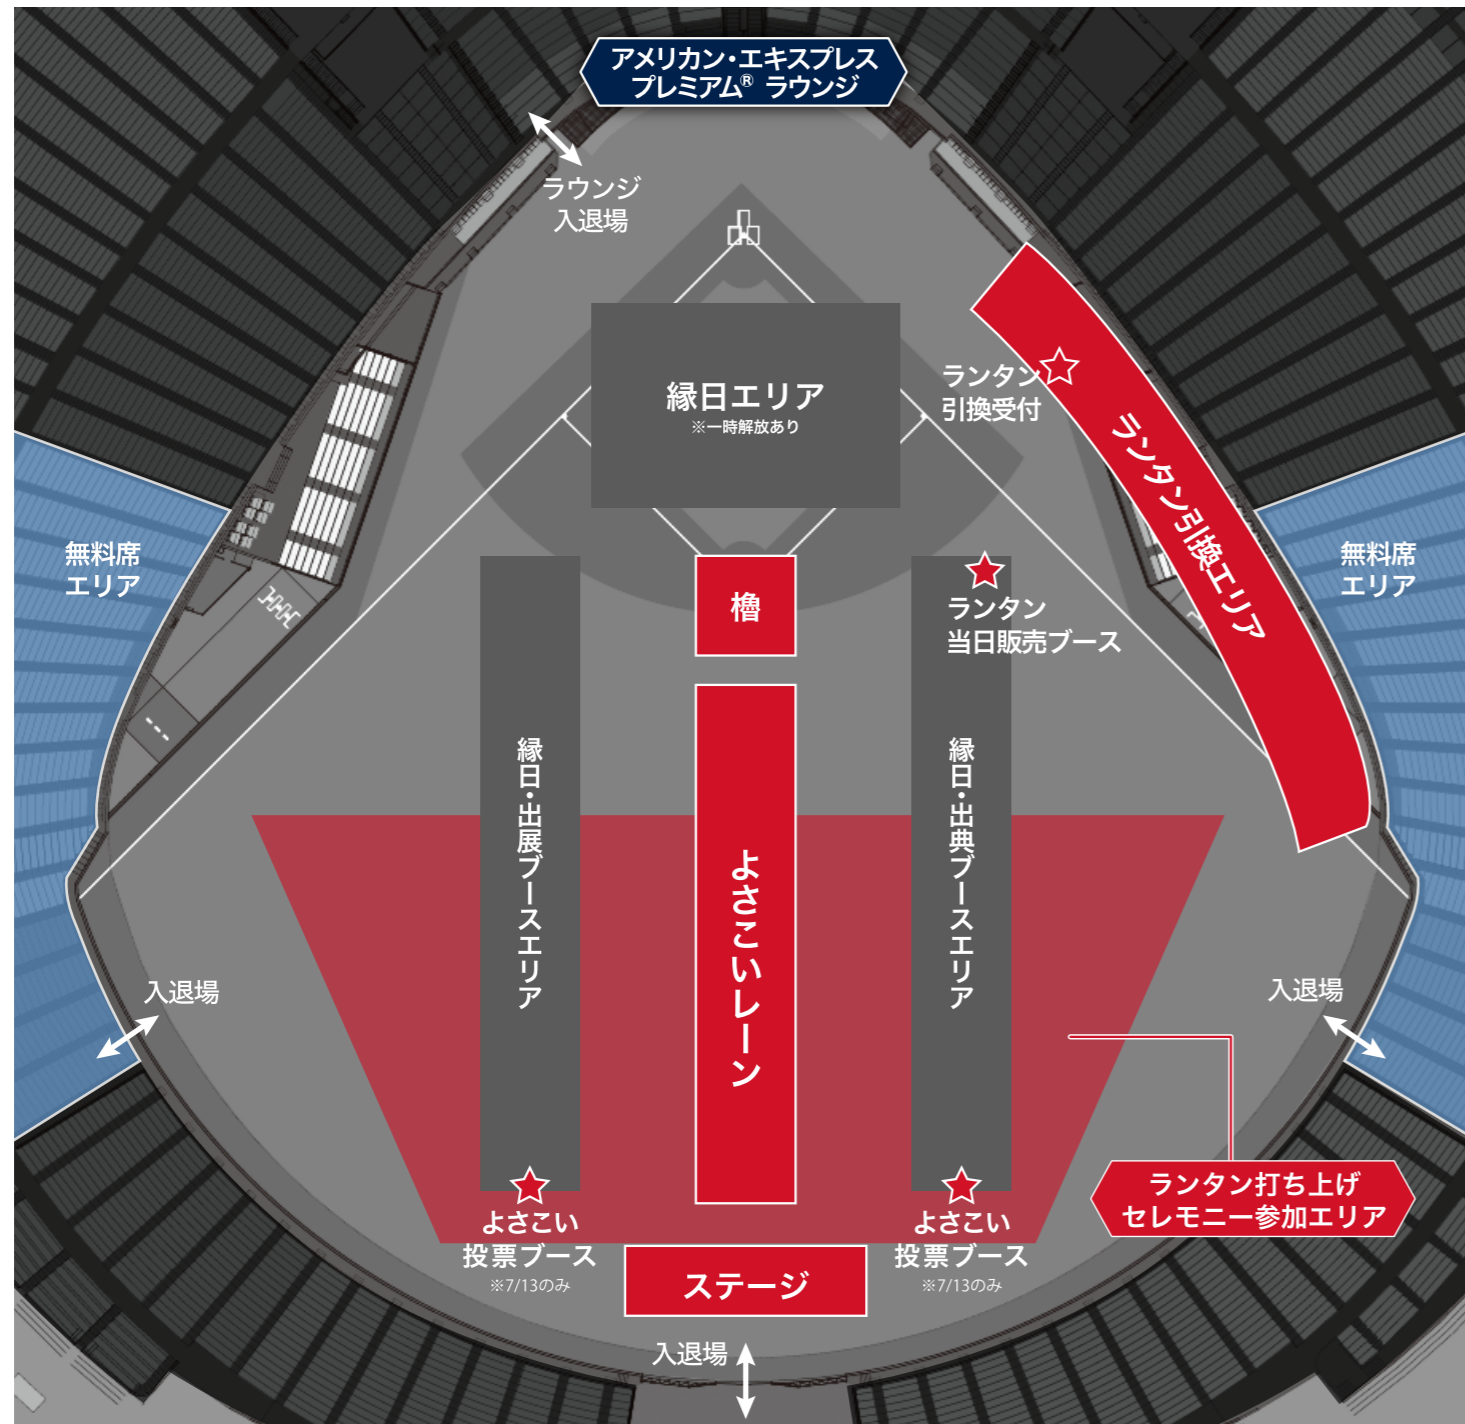 アメリカン・エキスプレス
プレミアム® ラウンジ
ラウンジ
入退場
縁日エリア
※一時解放あり
ランタン
引換受付
ランタン引換エリア
無料席
エリア
無料席
エリア
櫓
ランタン
当日販売ブース
縁日・出展ブースエリア
よさこいレーン
縁日・出典ブースエリア
入退場
入退場
ランタン打ち上げ
セレモニー参加エリア
よさこい
投票ブース
※7/13のみ
よさこい
投票ブース
※7/13のみ
ステージ
入退場